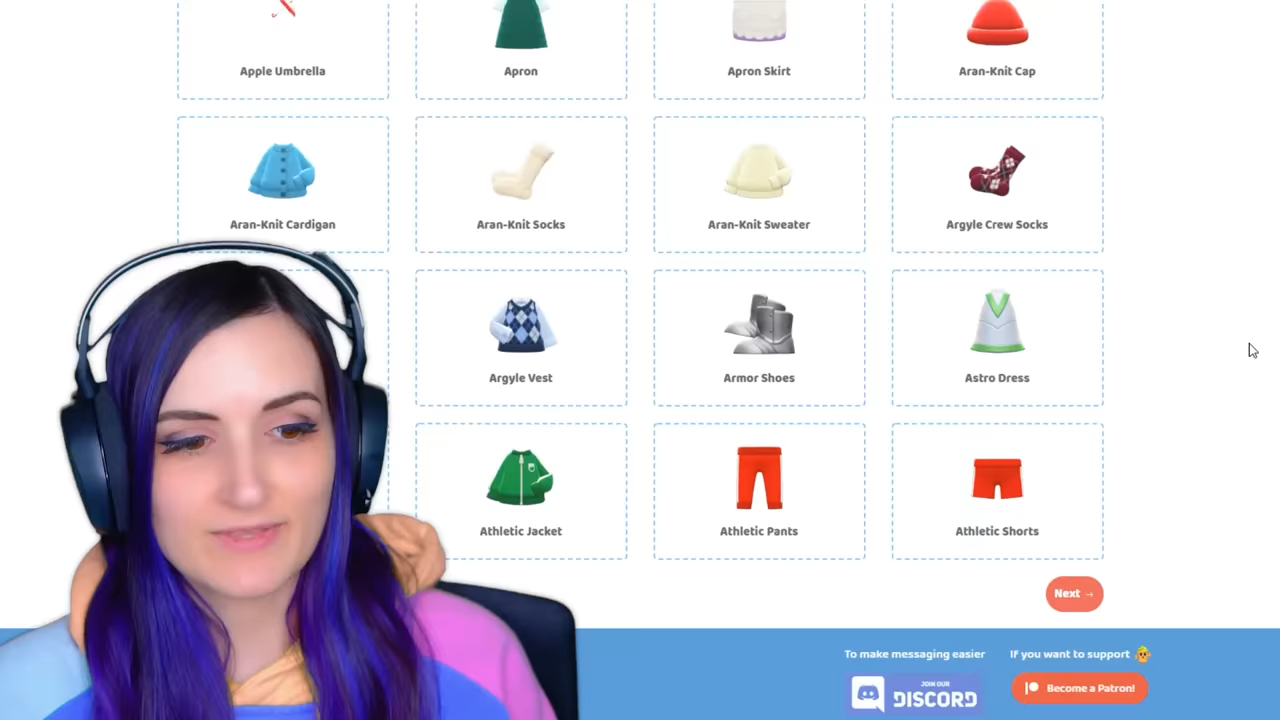 Apple Umbrella
Apron
Apron Skirt
Aran-Knit Cap
Aran-Knit Cardigan
Aran-Knit Socks
Aran-Knit Sweater
Argyle Crew Socks
Argyle Vest
Armor Shoes
Astro Dress
Athletic Jacket
Athletic Pants
Athletic Shorts
Next →
To make messaging easier
If you want to support
JOIN OUR
DISCORD
Become a Patron!